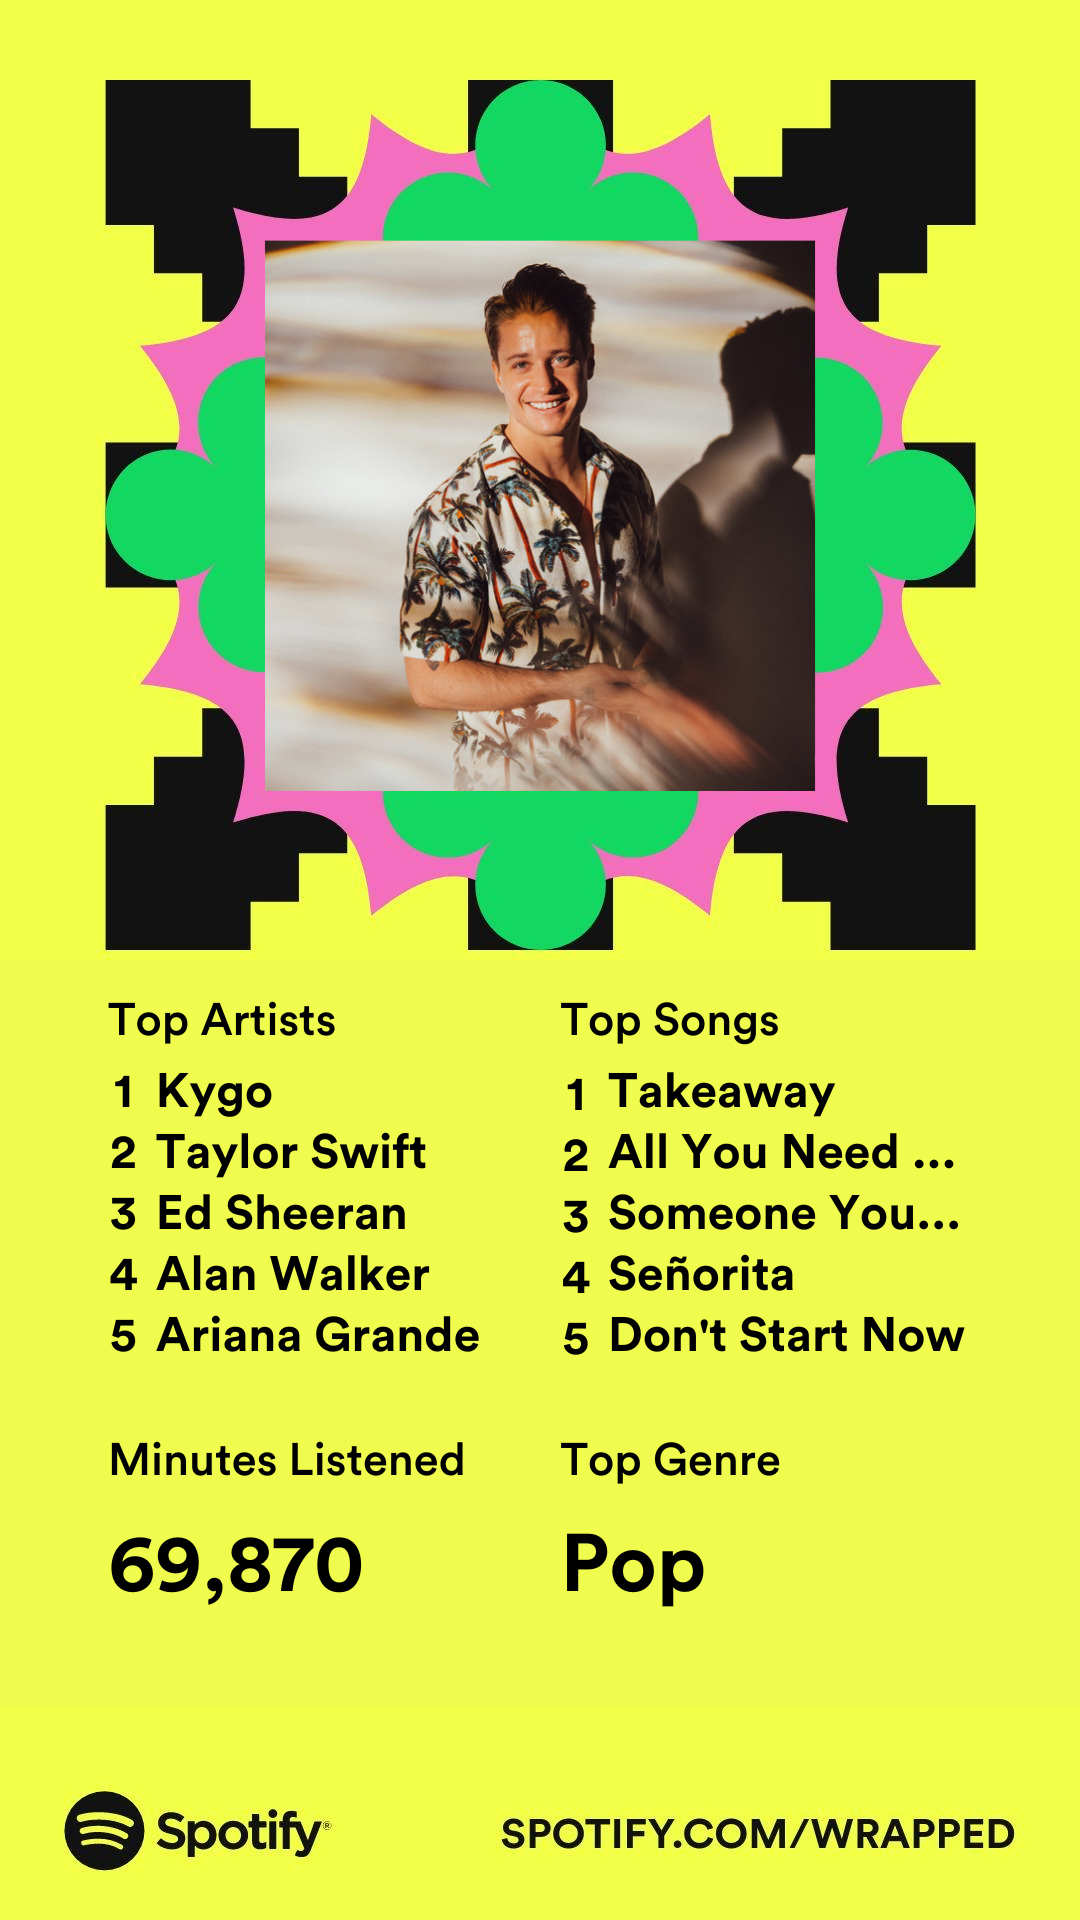 Top Artists
1 Kygo
2 Taylor Swift
3 Ed Sheeran
4 Alan Walker
5 Ariana Grande
Top Songs
1 Takeaway
2 All You Need ...
3 Someone You...
4 Señorita
5 Don't Start Now
Minutes Listened
69,870
Top Genre
Pop
Spotify®
SPOTIFY.COM/WRAPPED